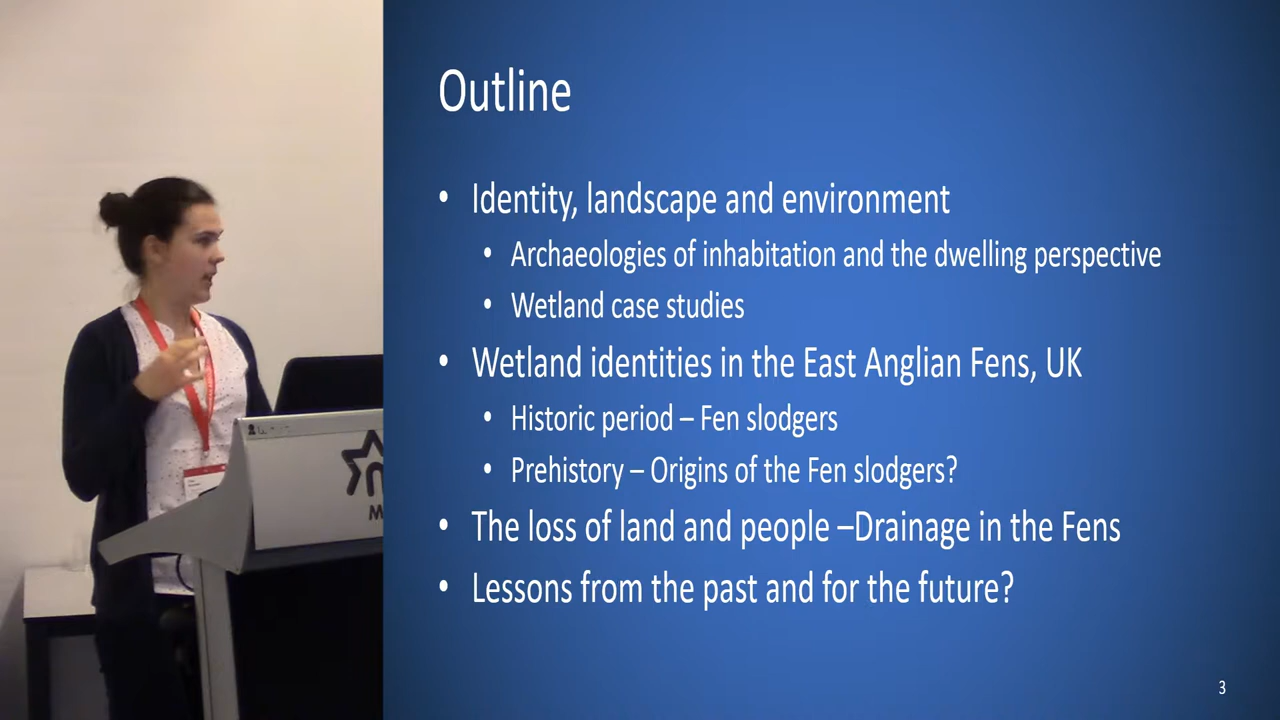 Outline
• Identity, landscape and environment
• Archaeologies of inhabitation and the dwelling perspective
• Wetland case studies
• Wetland identities in the East Anglian Fens, UK
• Historic period – Fen slodgers
• Prehistory – Origins of the Fen slodgers?
• The loss of land and people –Drainage in the Fens
• Lessons from the past and for the future?
3